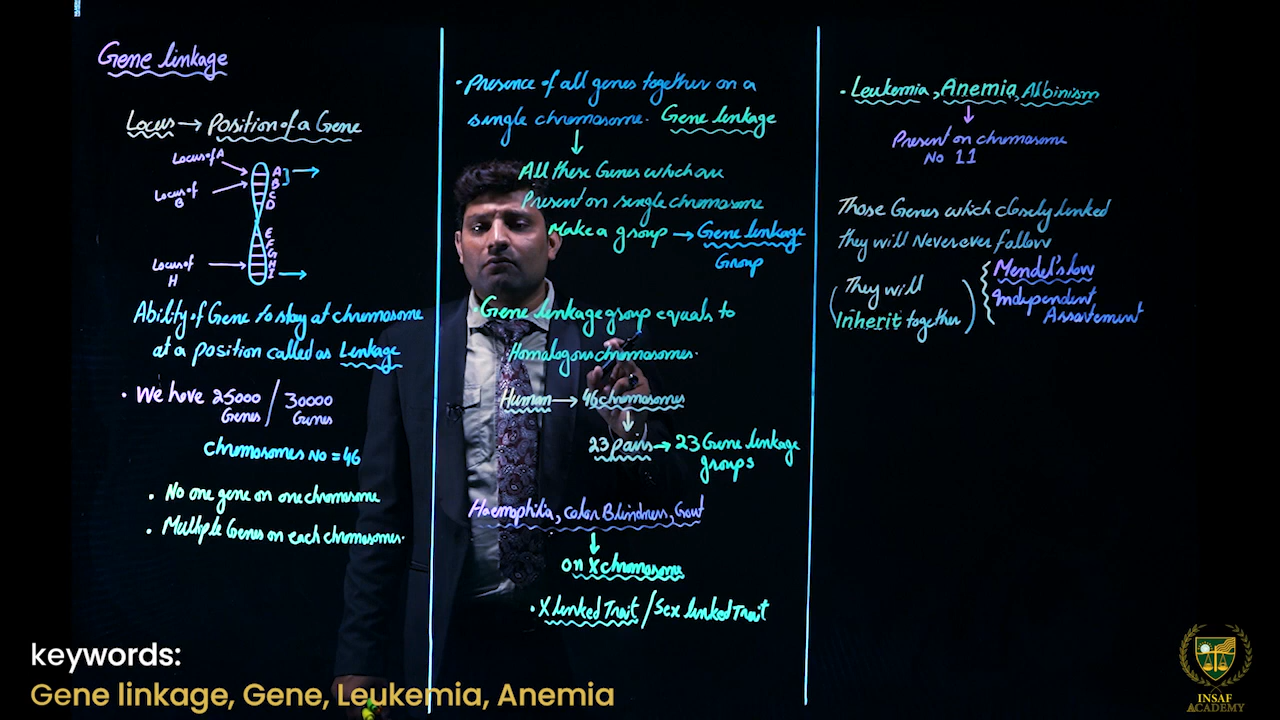 Gene linkage
Locus → Position of a Gene
Locus of A
Locus of
B
A
B
C
D
E
F
G
H
I
Locus of
H
Ability of Gene to stay at chromosome
at a position called as Linkage
• We have 25000 / 30000
Genes Genes
Chromosomes No = 46
• No one gene on one chromosome
• Multiple Genes on each chromosomes.
• Presence of all genes together on a
single chromosome. Gene linkage
All these Genes which are
Present on single chromosome
Make a group → Gene linkage
Group
• Gene linkage group equals to
Homologous chromosomes.
Human → 46 chromosomes
23 pairs → 23 Gene linkage
groups
Haemophilia, color Blindness, Gout
on X chromosome
• X linked Trait / Sex linked Trait
• Leukemia, Anemia, Albinism
Present on chromosome
No 11
Those Genes which closely linked
they will Never ever follow
(They will
Inherit together)
Mendel's law
Independent
Assortement
keywords:
Gene linkage, Gene, Leukemia, Anemia
INSAF
ACADEMY